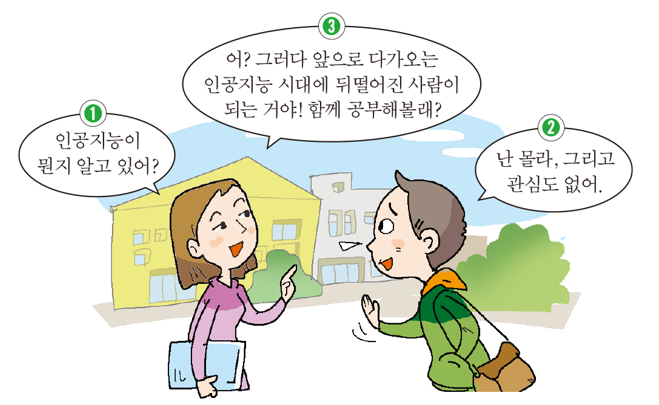 1
인공지능이
뭔지 알고 있어?
2
난 몰라, 그리고
관심도 없어.
3
어? 그러다 앞으로 다가오는
인공지능 시대에 뒤떨어진 사람이
되는 거야! 함께 공부해볼래?